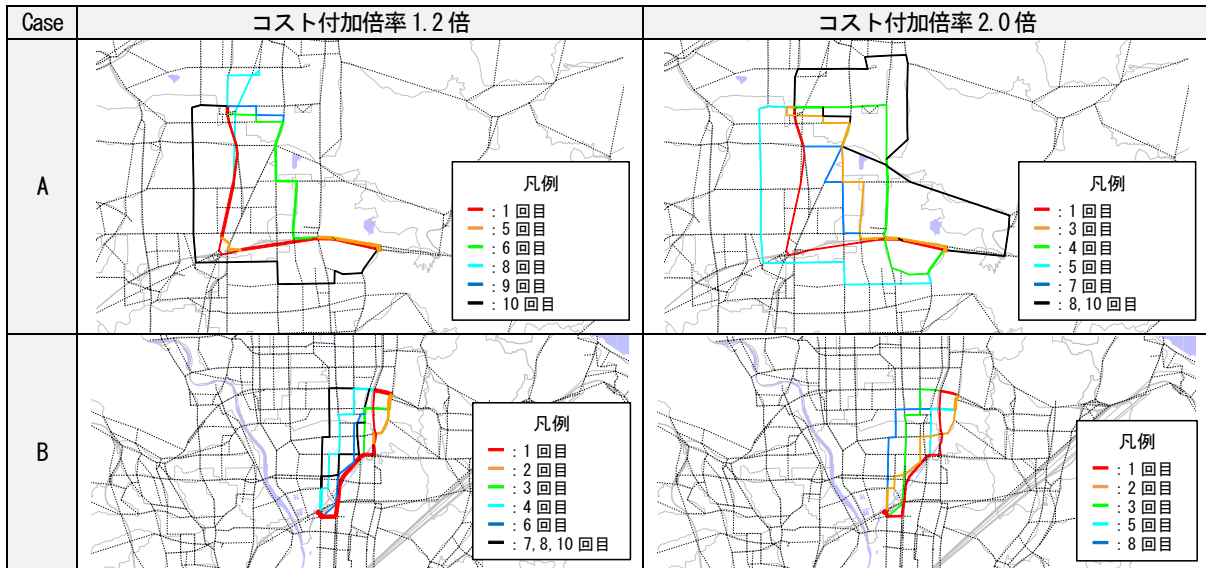 Case
コスト付加倍率 1.2 倍
コスト付加倍率 2.0 倍
A
凡例
: 1 回目
: 5 回目
: 6 回目
: 8 回目
: 9 回目
: 10 回目
凡例
: 1 回目
: 3 回目
: 4 回目
: 5 回目
: 7 回目
: 8, 10 回目
B
凡例
: 1 回目
: 2 回目
: 3 回目
: 4 回目
: 6 回目
: 7, 8, 10 回目
凡例
: 1 回目
: 2 回目
: 3 回目
: 5 回目
: 8 回目